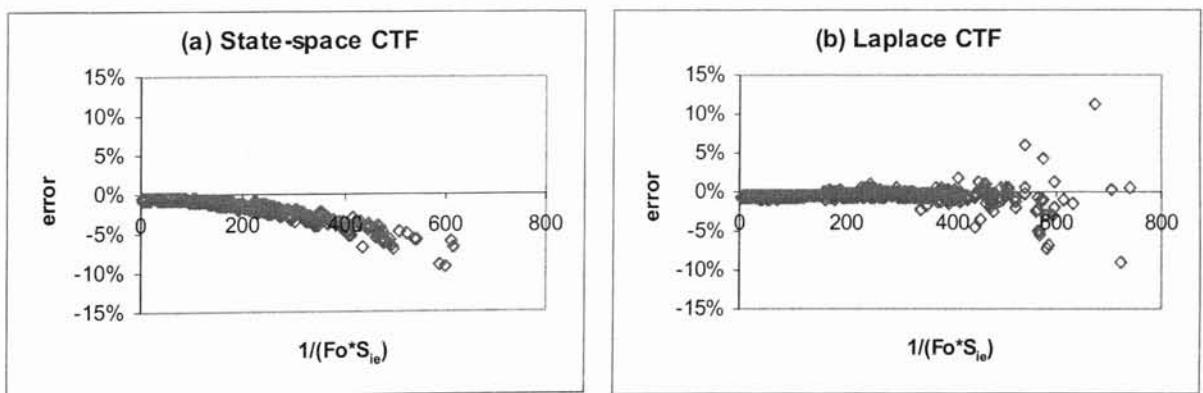 (a) State-space CTF
15%
10%
5%
0%
-5%
-10%
-15%
0 200 400 600 800
error
1/(Fo*Sie)
(b) Laplace CTF
15%
10%
5%
0%
-5%
-10%
-15%
0 200 400 600 800
error
1/(Fo*Sie)